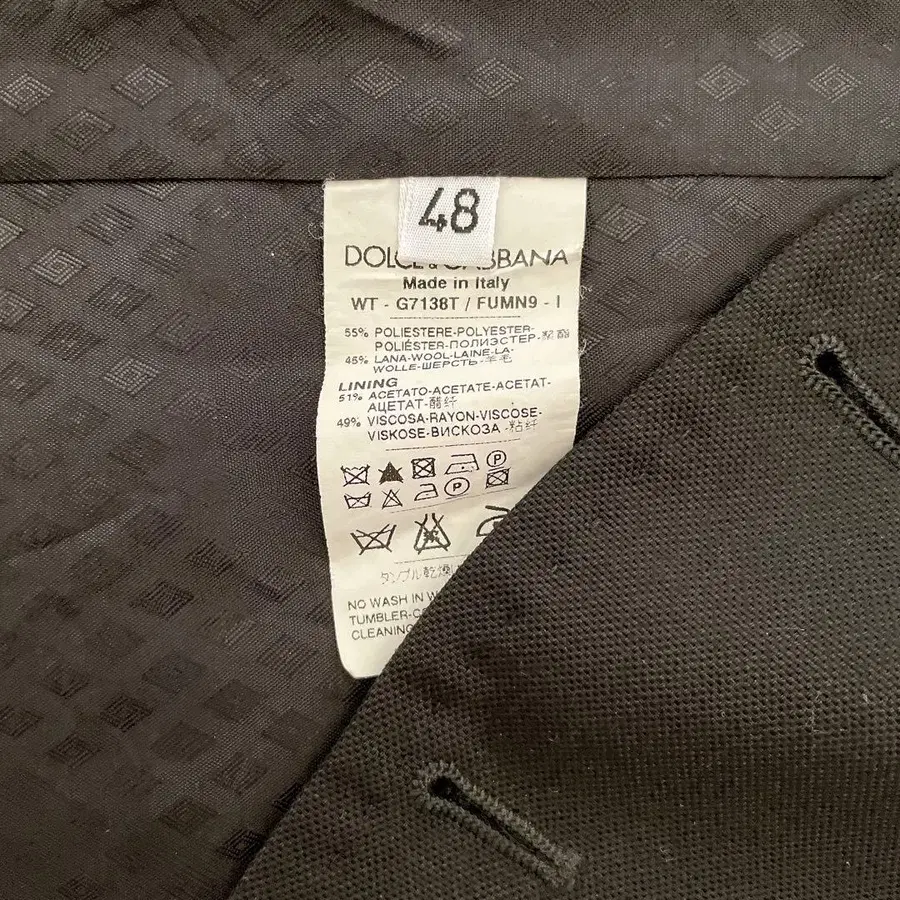 48
DOLCE & GABBANA
Made in Italy
WT - G7138T / FUMN9 - I
55% POLIESTERE-POLYESTER-
POLIÉSTER-ПОЛИЭСТЕР-聚酯
45% LANA-WOOL-LAINE-LA-
WOLLE-ШЕРСТЬ-羊毛
LINING
51% ACETATO-ACETATE-ACETAT-
АЦЕТАТ-醋纤
49% VISCOSA-RAYON-VISCOSE-
VISKOSE-ВИСКОЗА-粘纤
P
P
タンブル乾燥
NO WASH IN
TUMBLER-
CLEANING